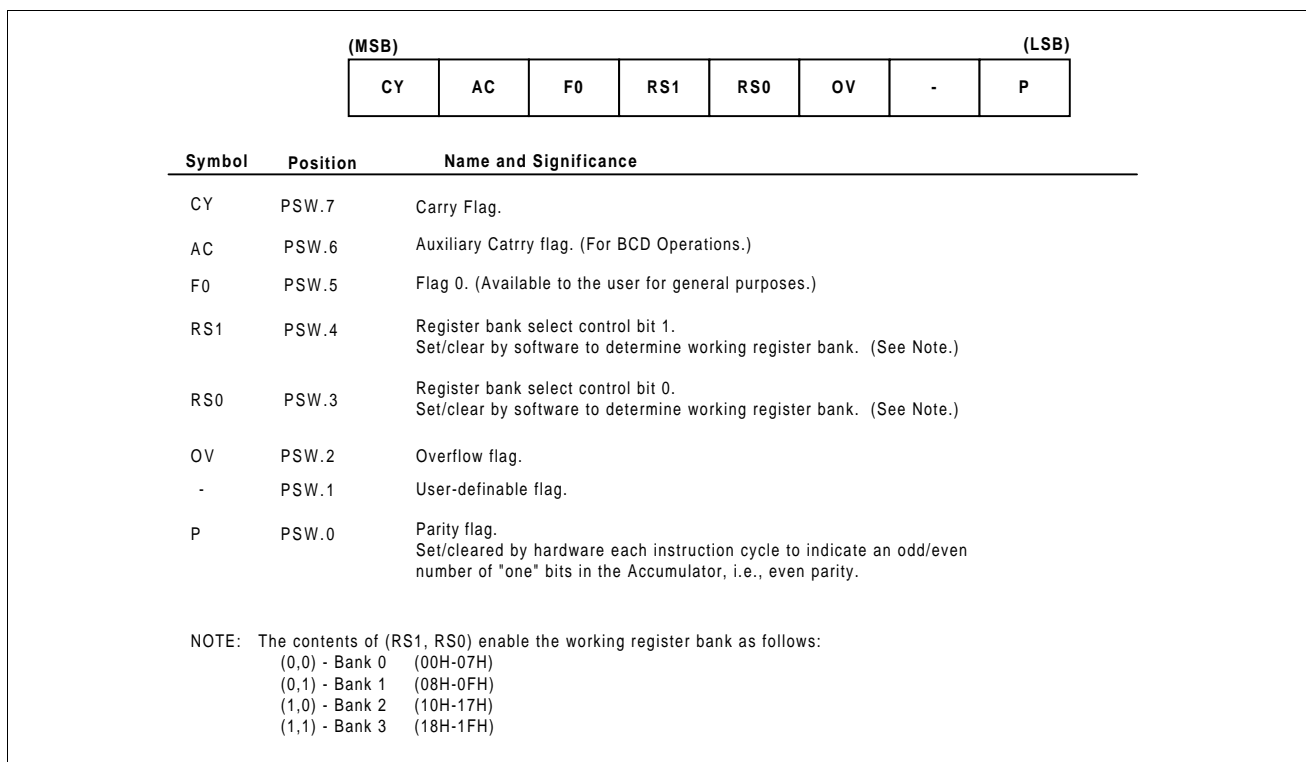 (MSB) (LSB)
CY AC F0 RS1 RS0 OV - P
Symbol Position Name and Significance
CY PSW.7 Carry Flag.
AC PSW.6 Auxiliary Catrry flag. (For BCD Operations.)
F0 PSW.5 Flag 0. (Available to the user for general purposes.)
RS1 PSW.4 Register bank select control bit 1.
Set/clear by software to determine working register bank. (See Note.)
RS0 PSW.3 Register bank select control bit 0.
Set/clear by software to determine working register bank. (See Note.)
OV PSW.2 Overflow flag.
- PSW.1 User-definable flag.
P PSW.0 Parity flag.
Set/cleared by hardware each instruction cycle to indicate an odd/even
number of "one" bits in the Accumulator, i.e., even parity.
NOTE: The contents of (RS1, RS0) enable the working register bank as follows:
(0,0) - Bank 0 (00H-07H)
(0,1) - Bank 1 (08H-0FH)
(1,0) - Bank 2 (10H-17H)
(1,1) - Bank 3 (18H-1FH)